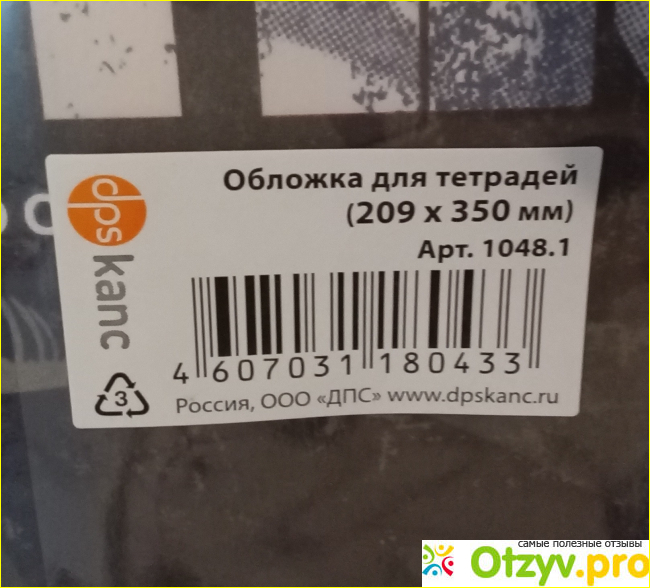 dps
канс
Обложка для тетрадей
(209 x 350 мм)
Арт. 1048.1
4 607031 180433
3
Россия, ООО «ДПС» www.dpskanc.ru
самые полезные отзывы
Otzyv.pro